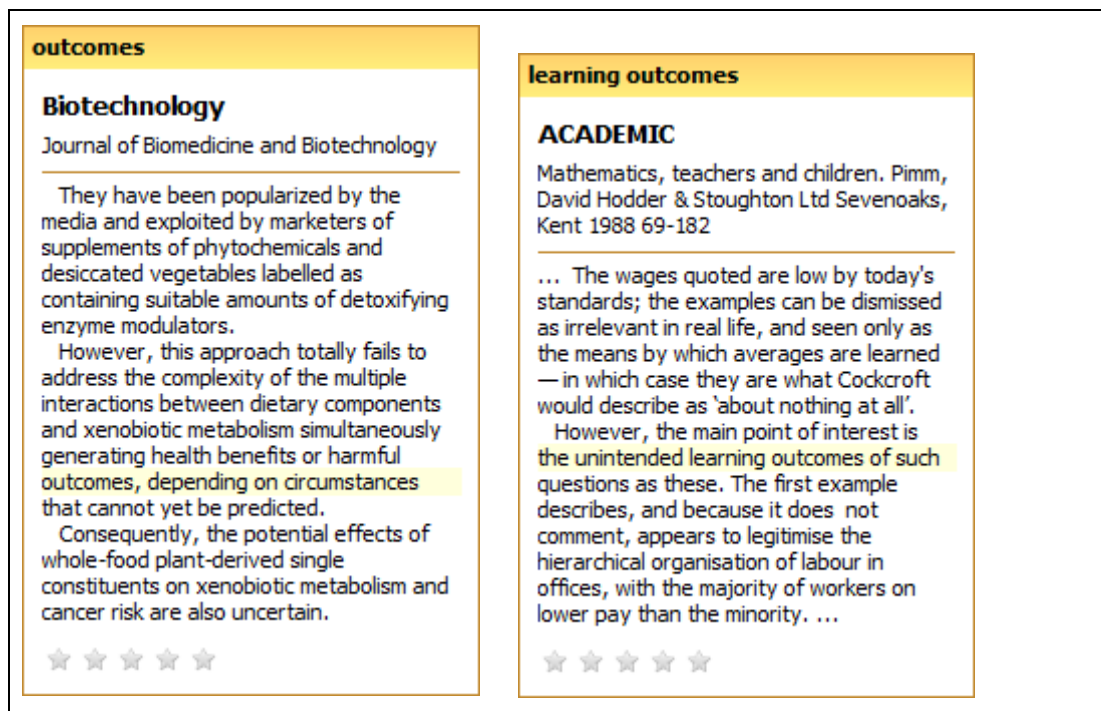 outcomes
Biotechnology
Journal of Biomedicine and Biotechnology
They have been popularized by the
media and exploited by marketers of
supplements of phytochemicals and
desiccated vegetables labelled as
containing suitable amounts of detoxifying
enzyme modulators.
However, this approach totally fails to
address the complexity of the multiple
interactions between dietary components
and xenobiotic metabolism simultaneously
generating health benefits or harmful
outcomes, depending on circumstances
that cannot yet be predicted.
Consequently, the potential effects of
whole-food plant-derived single
constituents on xenobiotic metabolism and
cancer risk are also uncertain.
learning outcomes
ACADEMIC
Mathematics, teachers and children. Pimm,
David Hodder & Stoughton Ltd Sevenoaks,
Kent 1988 69-182
... The wages quoted are low by today's
standards; the examples can be dismissed
as irrelevant in real life, and seen only as
the means by which averages are learned
— in which case they are what Cockcroft
would describe as ‘about nothing at all’.
However, the main point of interest is
the unintended learning outcomes of such
questions as these. The first example
describes, and because it does not
comment, appears to legitimise the
hierarchical organisation of labour in
offices, with the majority of workers on
lower pay than the minority. ...